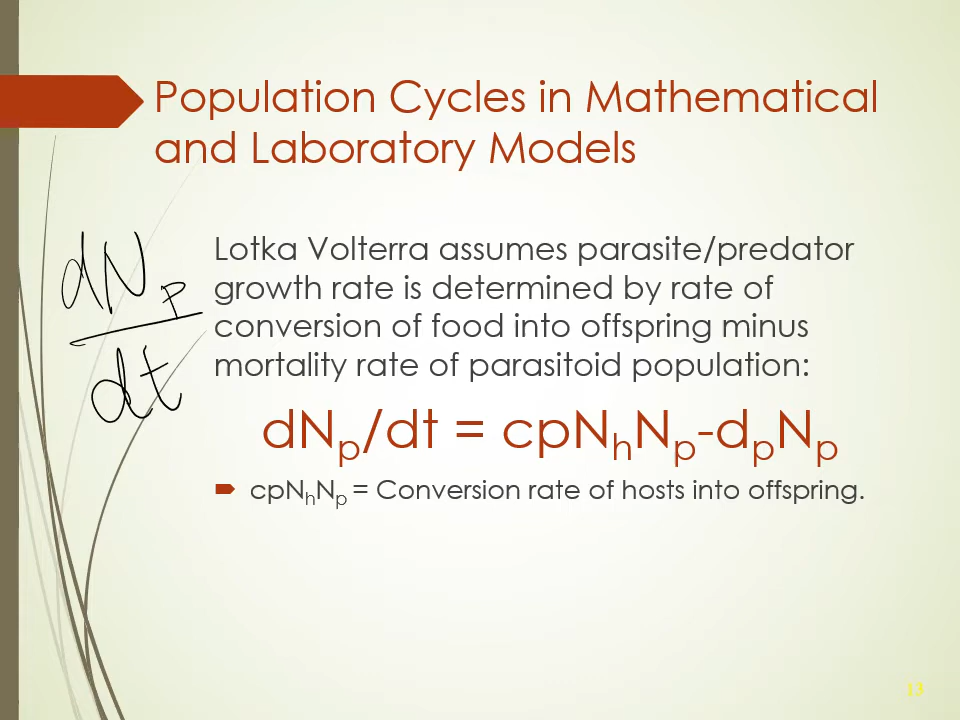 Population Cycles in Mathematical
and Laboratory Models
dN_p
dt
Lotka Volterra assumes parasite/predator
growth rate is determined by rate of
conversion of food into offspring minus
mortality rate of parasitoid population:
dNₚ/dt = cpNₕNₚ-dₚNₚ
cpNₕNₚ = Conversion rate of hosts into offspring.
13